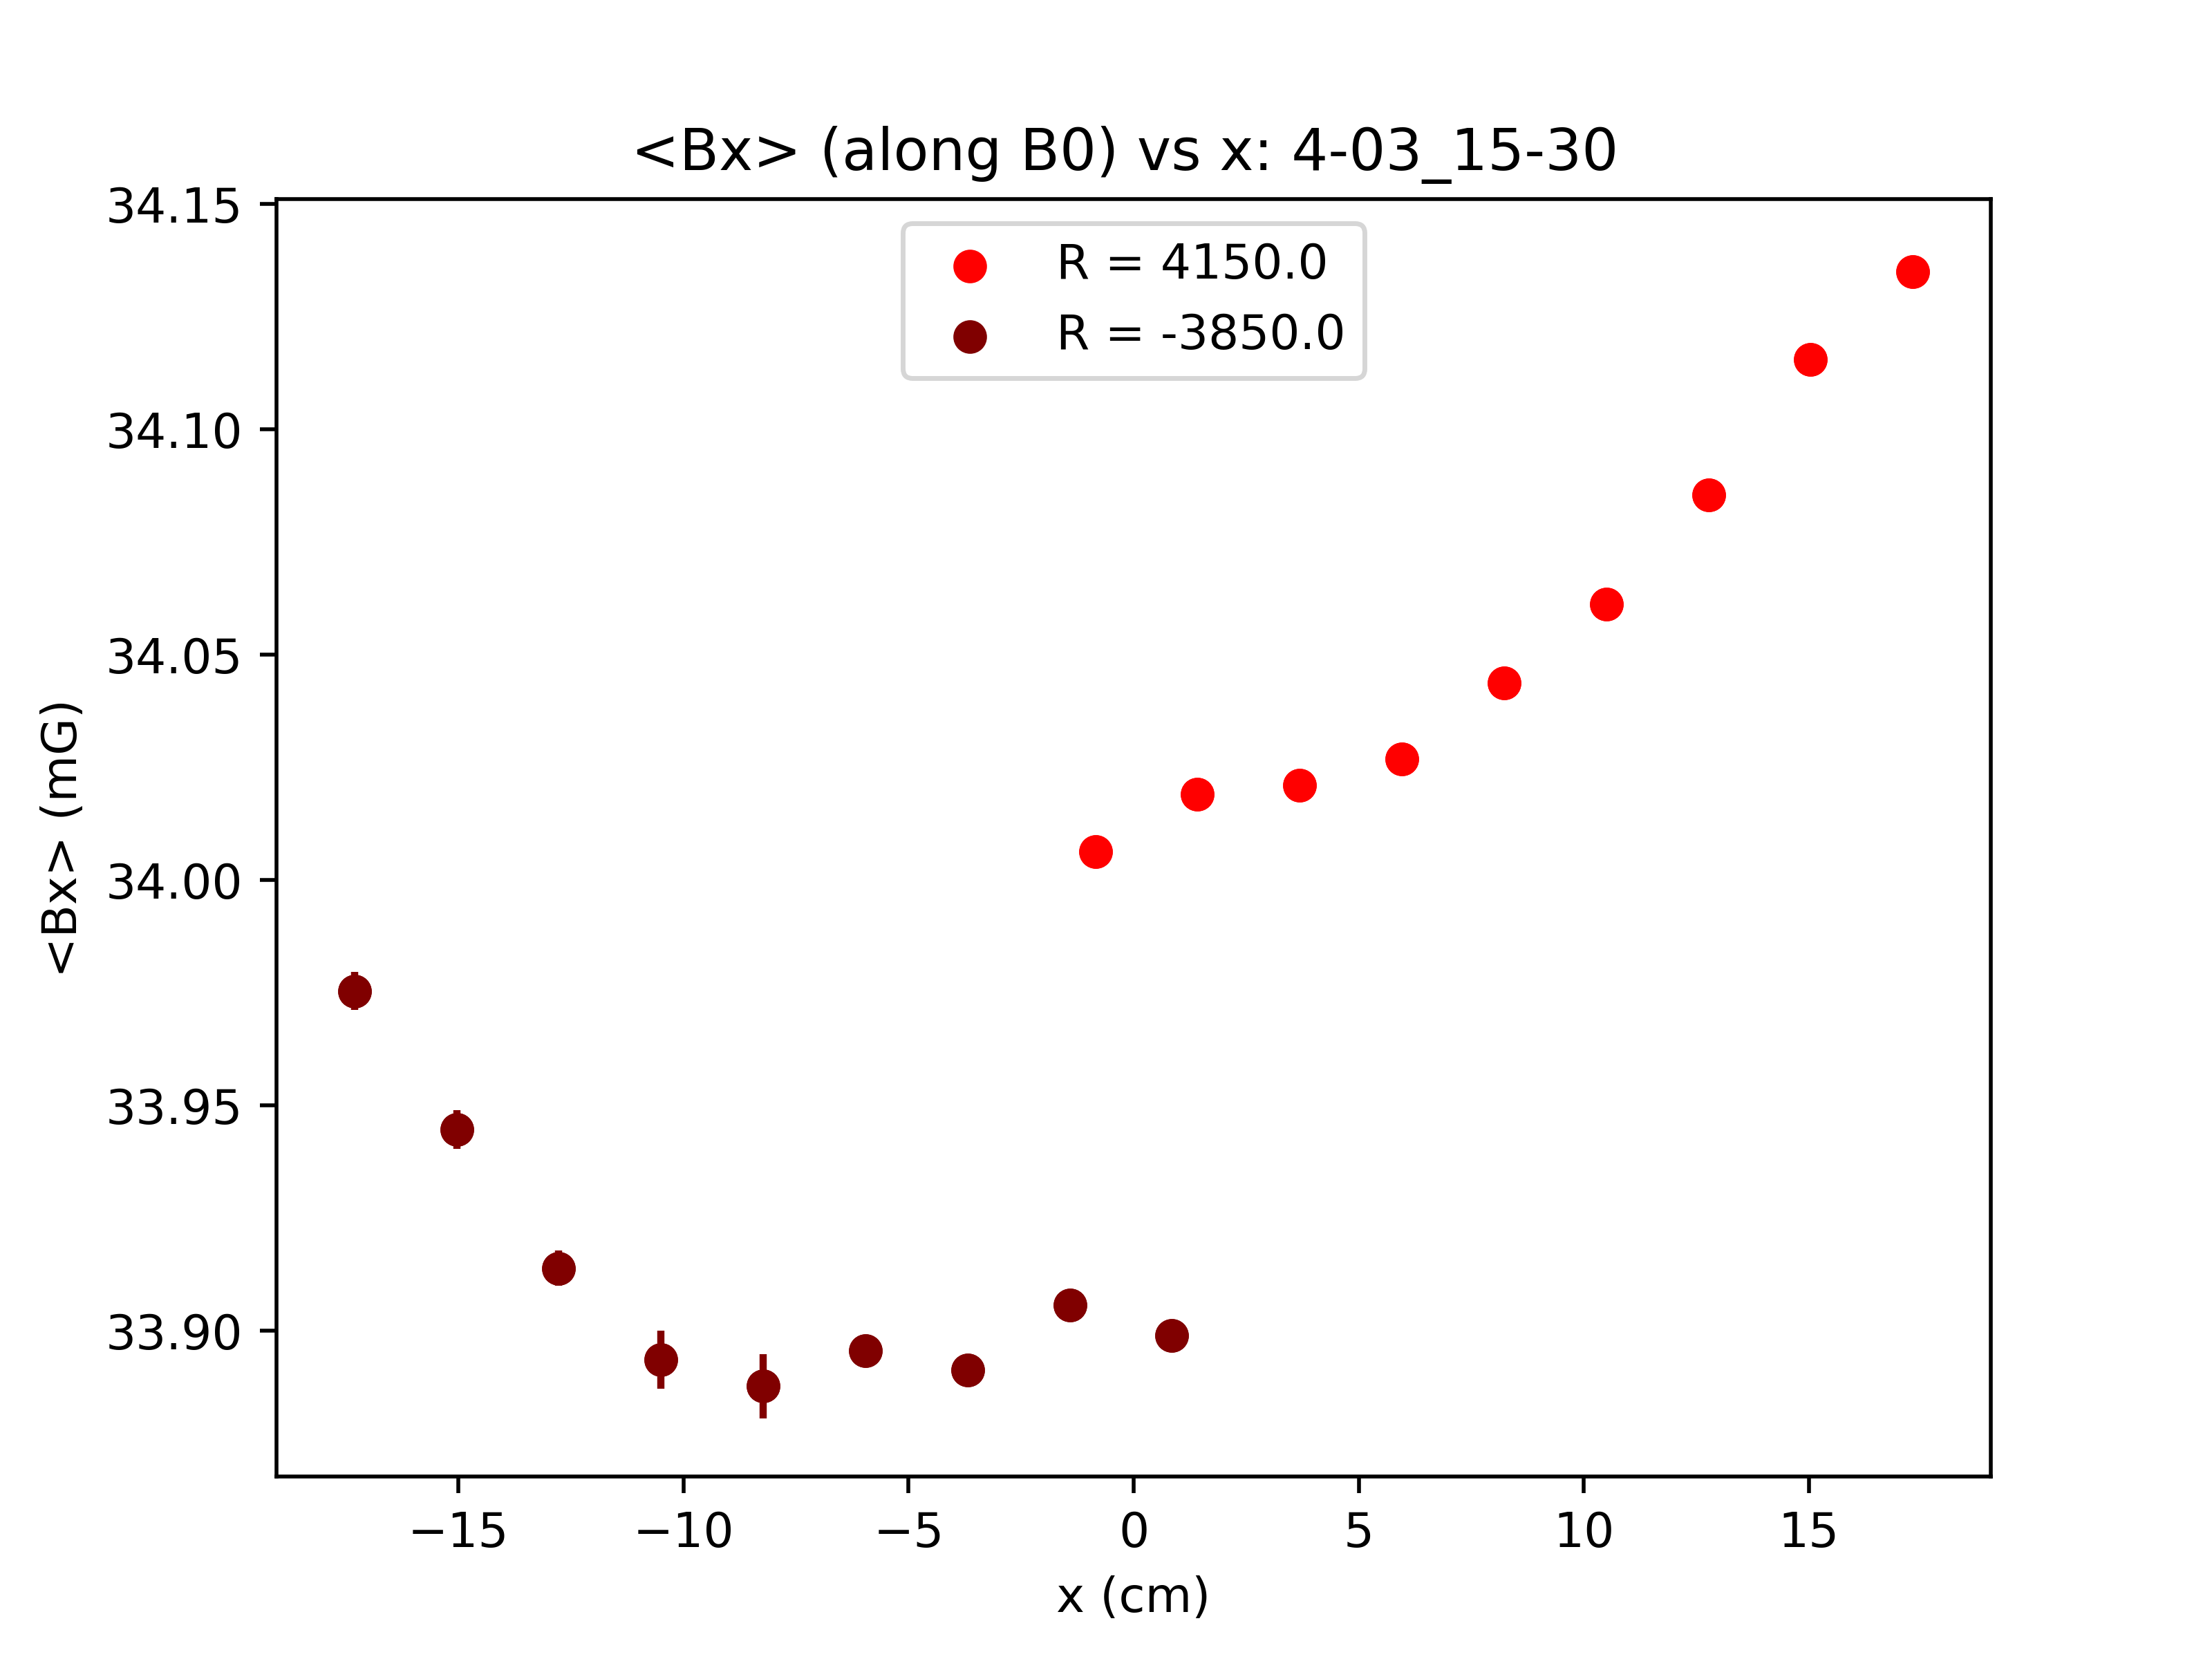 <Bx> (along B0) vs x: 4-03_15-30
R = 4150.0
R = -3850.0
34.15
34.10
34.05
34.00
33.95
33.90
<Bx> (mG)
−15 −10 −5 0 5 10 15
x (cm)